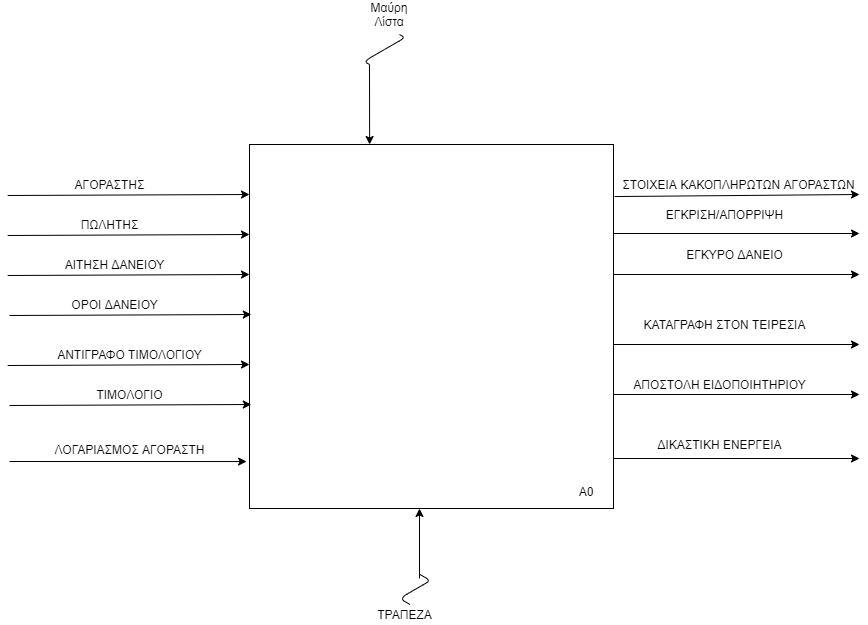 Μαύρη
Λίστα
ΑΓΟΡΑΣΤΗΣ
ΠΩΛΗΤΗΣ
ΑΙΤΗΣΗ ΔΑΝΕΙΟΥ
ΟΡΟΙ ΔΑΝΕΙΟΥ
ΑΝΤΙΓΡΑΦΟ ΤΙΜΟΛΟΓΙΟΥ
ΤΙΜΟΛΟΓΙΟ
ΛΟΓΑΡΙΑΣΜΟΣ ΑΓΟΡΑΣΤΗ
ΣΤΟΙΧΕΙΑ ΚΑΚΟΠΛΗΡΩΤΩΝ ΑΓΟΡΑΣΤΩΝ
ΕΓΚΡΙΣΗ/ΑΠΟΡΡΙΨΗ
ΕΓΚΥΡΟ ΔΑΝΕΙΟ
ΚΑΤΑΓΡΑΦΗ ΣΤΟΝ ΤΕΙΡΕΣΙΑ
ΑΠΟΣΤΟΛΗ ΕΙΔΟΠΟΙΗΤΗΡΙΟΥ
ΔΙΚΑΣΤΙΚΗ ΕΝΕΡΓΕΙΑ
Α0
ΤΡΑΠΕΖΑ